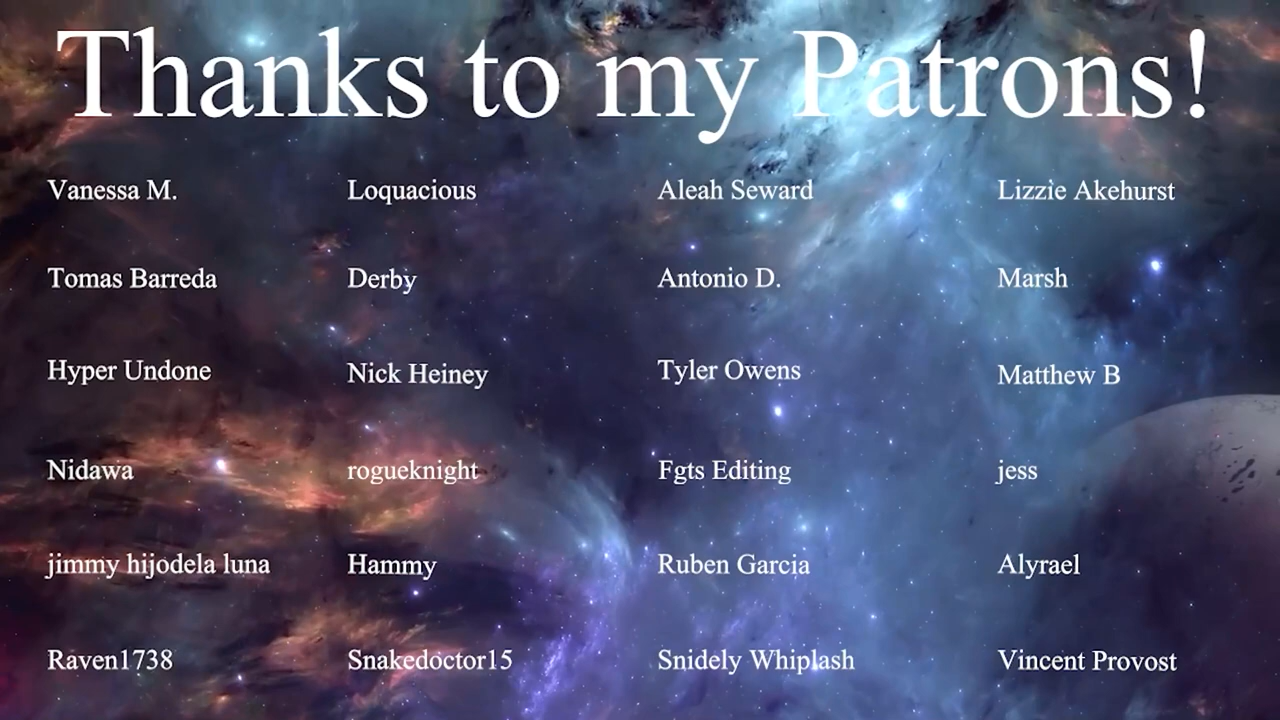 Thanks to my Patrons!
Vanessa M. Loquacious Aleah Seward Lizzie Akehurst
Tomas Barreda Derby Antonio D. Marsh
Hyper Undone Nick Heiney Tyler Owens Matthew B
Nidawa rogueknight Fgts Editing jess
jimmy hijodela luna Hammy Ruben Garcia Alyrael
Raven1738 Snakedoctor15 Snidely Whiplash Vincent Provost